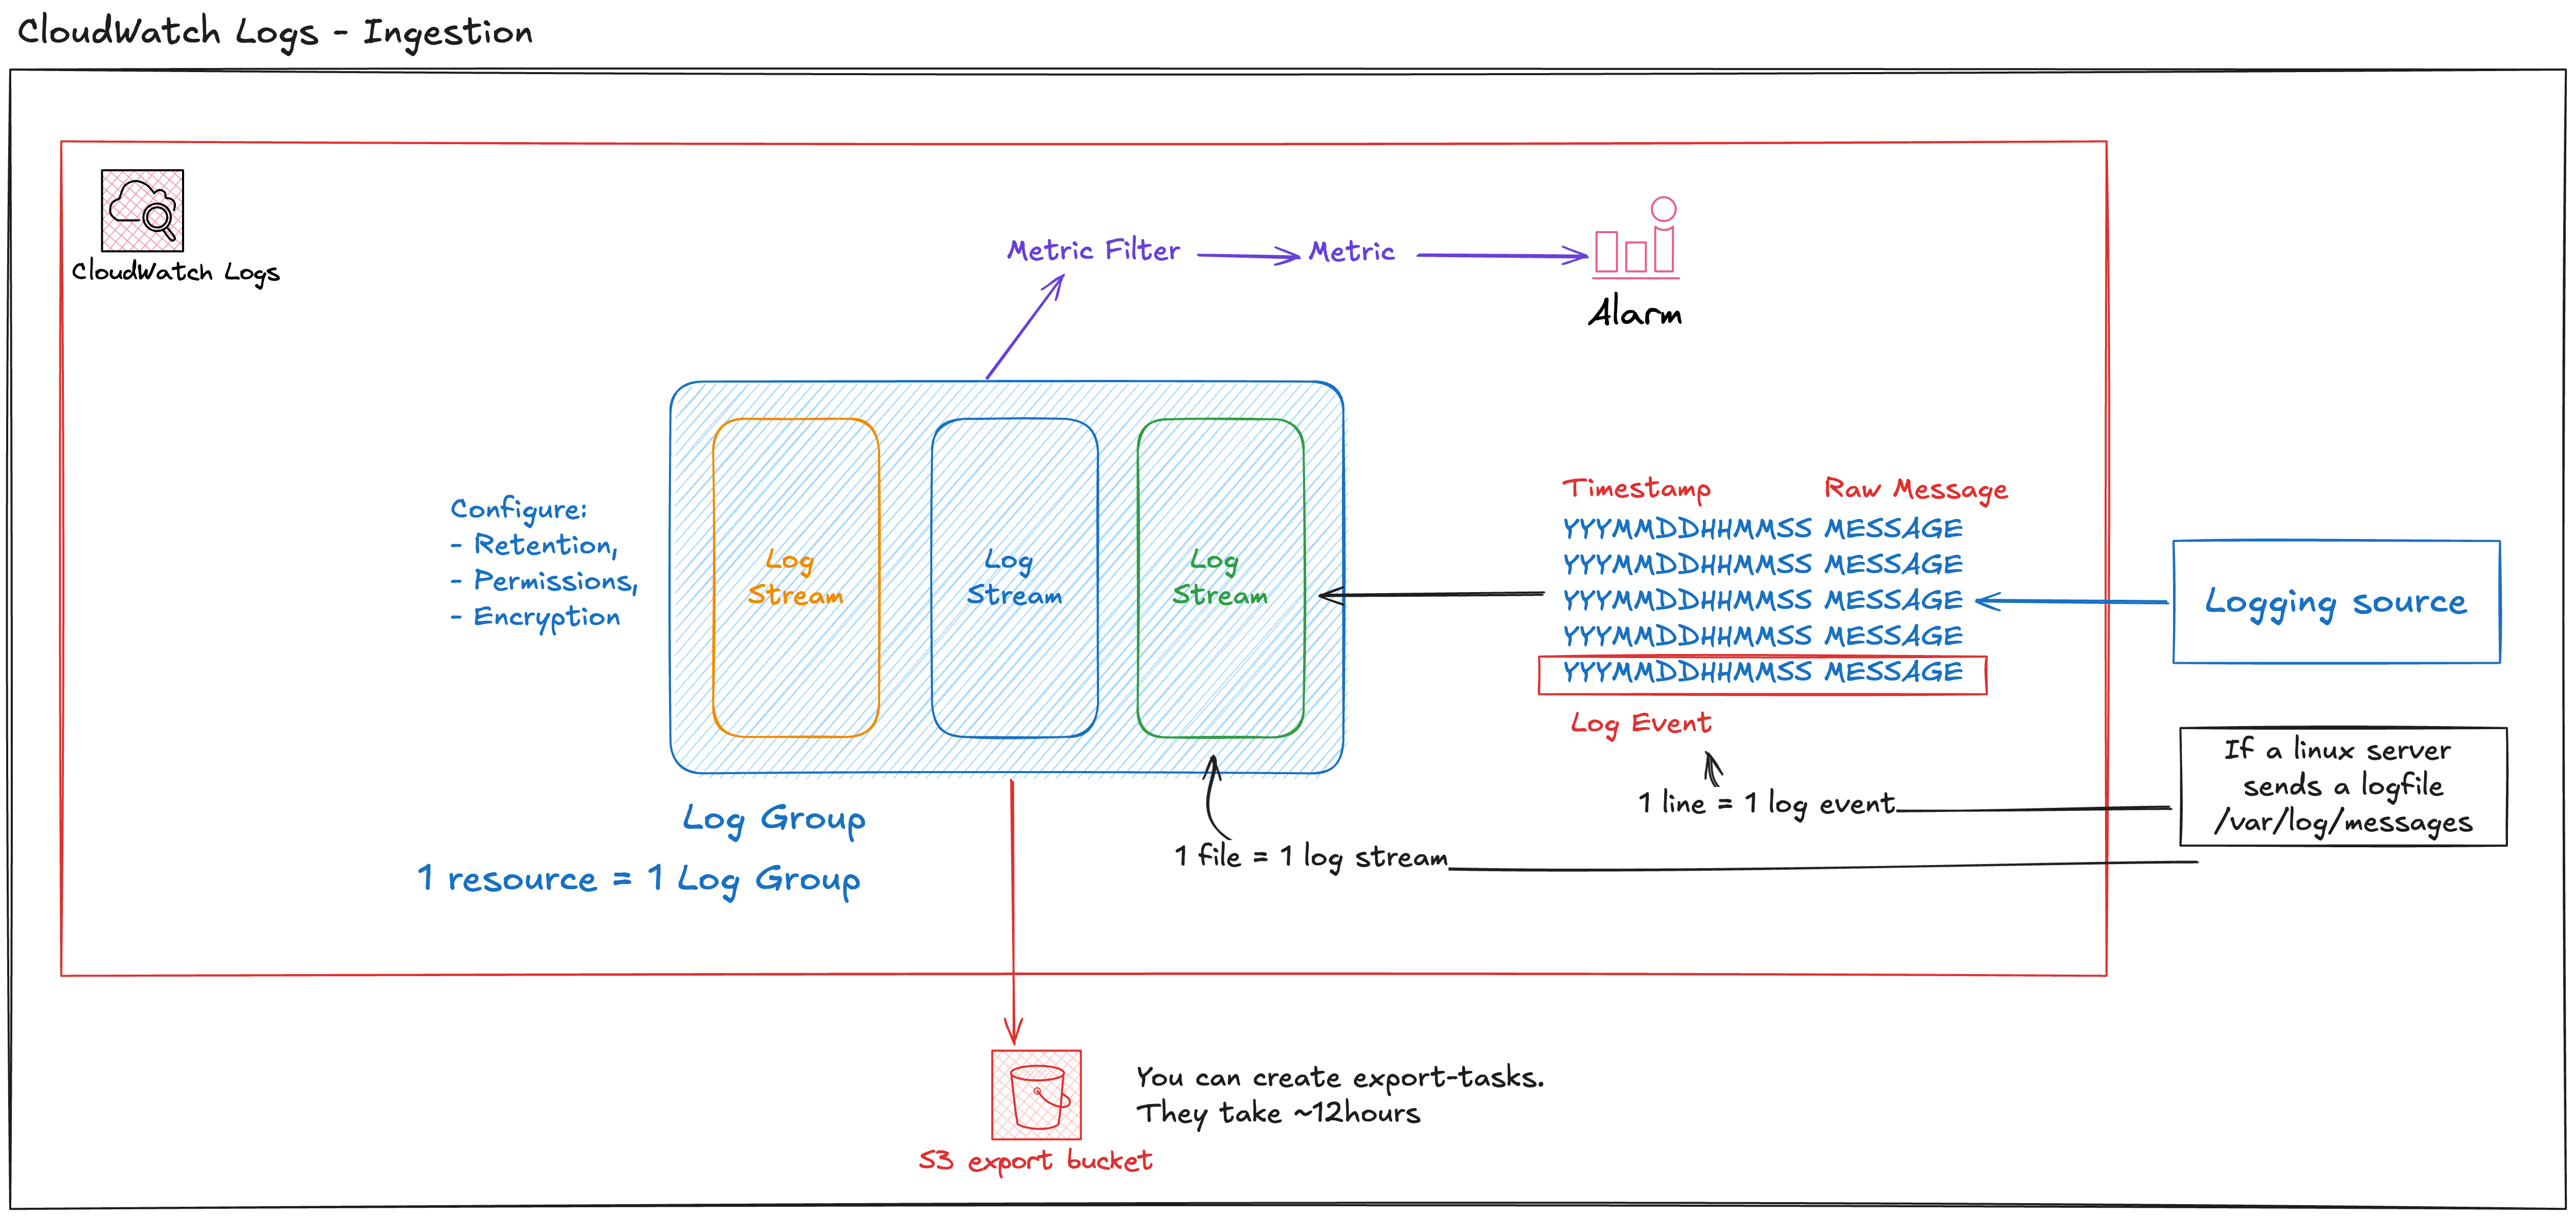 CloudWatch Logs - Ingestion
CloudWatch Logs
Metric Filter
Metric
Alarm
Configure:
- Retention,
- Permissions,
- Encryption
Log
Stream
Log
Stream
Log
Stream
Timestamp
Raw Message
YYYMMDDHHMMSS MESSAGE
YYYMMDDHHMMSS MESSAGE
YYYMMDDHHMMSS MESSAGE
YYYMMDDHHMMSS MESSAGE
YYYMMDDHHMMSS MESSAGE
Log Event
Logging source
If a linux server
sends a logfile
/var/log/messages
1 line = 1 log event
1 file = 1 log stream
Log Group
1 resource = 1 Log Group
You can create export-tasks.
They take ~12hours
S3 export bucket